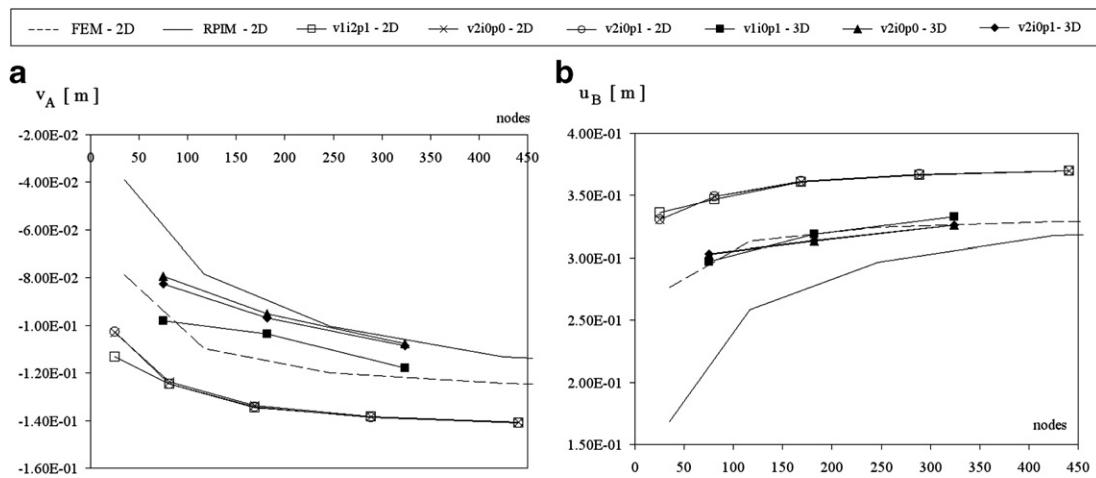 FEM - 2D RPIM - 2D v1i2p1 - 2D v2i0p0 - 2D v2i0p1 - 2D v1i0p1 - 3D v2i0p0 - 3D v2i0p1 - 3D
a
v_A [ m ]
nodes
-2.00E-02
0 50 100 150 200 250 300 350 400 450
-4.00E-02
-6.00E-02
-8.00E-02
-1.00E-01
-1.20E-01
-1.40E-01
-1.60E-01
b
u_B [ m ]
4.00E-01
3.50E-01
3.00E-01
2.50E-01
2.00E-01
nodes
1.50E-01
0 50 100 150 200 250 300 350 400 450